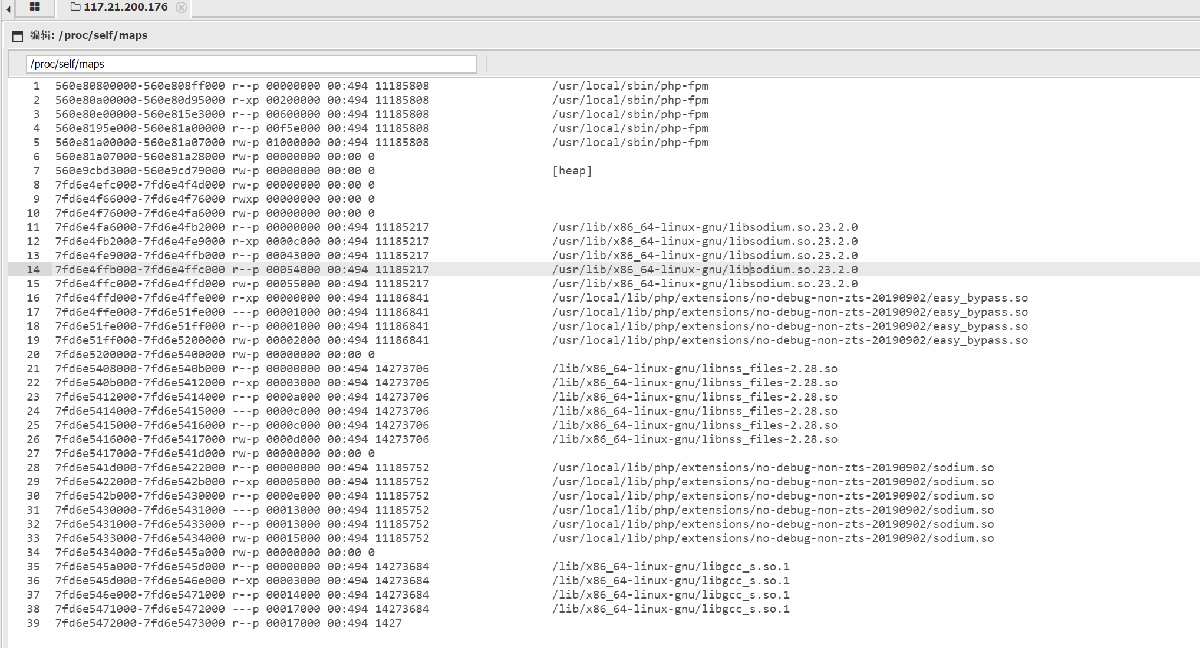 117.21.200.176
编辑: /proc/self/maps
/proc/self/maps
1 560e80800000-560e808ff000 r--p 00000000 00:494 11185808 /usr/local/sbin/php-fpm
2 560e80a00000-560e80d95000 r-xp 00200000 00:494 11185808 /usr/local/sbin/php-fpm
3 560e80e00000-560e815e3000 r--p 00600000 00:494 11185808 /usr/local/sbin/php-fpm
4 560e8195e000-560e81a00000 r--p 00f5e000 00:494 11185808 /usr/local/sbin/php-fpm
5 560e81a00000-560e81a07000 rw-p 01000000 00:494 11185808 /usr/local/sbin/php-fpm
6 560e81a07000-560e81a28000 rw-p 00000000 00:00 0
7 560e9cbd3000-560e9cd79000 rw-p 00000000 00:00 0 [heap]
8 7fd6e4efc000-7fd6e4f4d000 rw-p 00000000 00:00 0
9 7fd6e4f66000-7fd6e4f76000 rwxp 00000000 00:00 0
10 7fd6e4f76000-7fd6e4fa6000 rw-p 00000000 00:00 0
11 7fd6e4fa6000-7fd6e4fb2000 r--p 00000000 00:494 11185217 /usr/lib/x86_64-linux-gnu/libsodium.so.23.2.0
12 7fd6e4fb2000-7fd6e4fe9000 r-xp 0000c000 00:494 11185217 /usr/lib/x86_64-linux-gnu/libsodium.so.23.2.0
13 7fd6e4fe9000-7fd6e4ffb000 r--p 00043000 00:494 11185217 /usr/lib/x86_64-linux-gnu/libsodium.so.23.2.0
14 7fd6e4ffb000-7fd6e4ffc000 r--p 00054000 00:494 11185217 /usr/lib/x86_64-linux-gnu/libsodium.so.23.2.0
15 7fd6e4ffc000-7fd6e4ffd000 rw-p 00055000 00:494 11185217 /usr/lib/x86_64-linux-gnu/libsodium.so.23.2.0
16 7fd6e4ffd000-7fd6e4ffe000 r-xp 00000000 00:494 11186841 /usr/local/lib/php/extensions/no-debug-non-zts-20190902/easy_bypass.so
17 7fd6e4ffe000-7fd6e51fe000 ---p 00001000 00:494 11186841 /usr/local/lib/php/extensions/no-debug-non-zts-20190902/easy_bypass.so
18 7fd6e51fe000-7fd6e51ff000 r--p 00001000 00:494 11186841 /usr/local/lib/php/extensions/no-debug-non-zts-20190902/easy_bypass.so
19 7fd6e51ff000-7fd6e5200000 rw-p 00002000 00:494 11186841 /usr/local/lib/php/extensions/no-debug-non-zts-20190902/easy_bypass.so
20 7fd6e5200000-7fd6e5400000 rw-p 00000000 00:00 0
21 7fd6e5408000-7fd6e540b000 r--p 00000000 00:494 14273706 /lib/x86_64-linux-gnu/libnss_files-2.28.so
22 7fd6e540b000-7fd6e5412000 r-xp 00003000 00:494 14273706 /lib/x86_64-linux-gnu/libnss_files-2.28.so
23 7fd6e5412000-7fd6e5414000 r--p 0000a000 00:494 14273706 /lib/x86_64-linux-gnu/libnss_files-2.28.so
24 7fd6e5414000-7fd6e5415000 ---p 0000c000 00:494 14273706 /lib/x86_64-linux-gnu/libnss_files-2.28.so
25 7fd6e5415000-7fd6e5416000 r--p 0000c000 00:494 14273706 /lib/x86_64-linux-gnu/libnss_files-2.28.so
26 7fd6e5416000-7fd6e5417000 rw-p 0000d000 00:494 14273706 /lib/x86_64-linux-gnu/libnss_files-2.28.so
27 7fd6e5417000-7fd6e541d000 rw-p 00000000 00:00 0
28 7fd6e541d000-7fd6e5422000 r--p 00000000 00:494 11185752 /usr/local/lib/php/extensions/no-debug-non-zts-20190902/sodium.so
29 7fd6e5422000-7fd6e542b000 r-xp 00005000 00:494 11185752 /usr/local/lib/php/extensions/no-debug-non-zts-20190902/sodium.so
30 7fd6e542b000-7fd6e5430000 r--p 0000e000 00:494 11185752 /usr/local/lib/php/extensions/no-debug-non-zts-20190902/sodium.so
31 7fd6e5430000-7fd6e5431000 ---p 00013000 00:494 11185752 /usr/local/lib/php/extensions/no-debug-non-zts-20190902/sodium.so
32 7fd6e5431000-7fd6e5433000 r--p 00013000 00:494 11185752 /usr/local/lib/php/extensions/no-debug-non-zts-20190902/sodium.so
33 7fd6e5433000-7fd6e5434000 rw-p 00015000 00:494 11185752 /usr/local/lib/php/extensions/no-debug-non-zts-20190902/sodium.so
34 7fd6e5434000-7fd6e545a000 rw-p 00000000 00:00 0
35 7fd6e545a000-7fd6e545d000 r--p 00000000 00:494 14273684 /lib/x86_64-linux-gnu/libgcc_s.so.1
36 7fd6e545d000-7fd6e546e000 r-xp 00003000 00:494 14273684 /lib/x86_64-linux-gnu/libgcc_s.so.1
37 7fd6e546e000-7fd6e5471000 r--p 00014000 00:494 14273684 /lib/x86_64-linux-gnu/libgcc_s.so.1
38 7fd6e5471000-7fd6e5472000 ---p 00017000 00:494 14273684 /lib/x86_64-linux-gnu/libgcc_s.so.1
39 7fd6e5472000-7fd6e5473000 r--p 00017000 00:494 1427